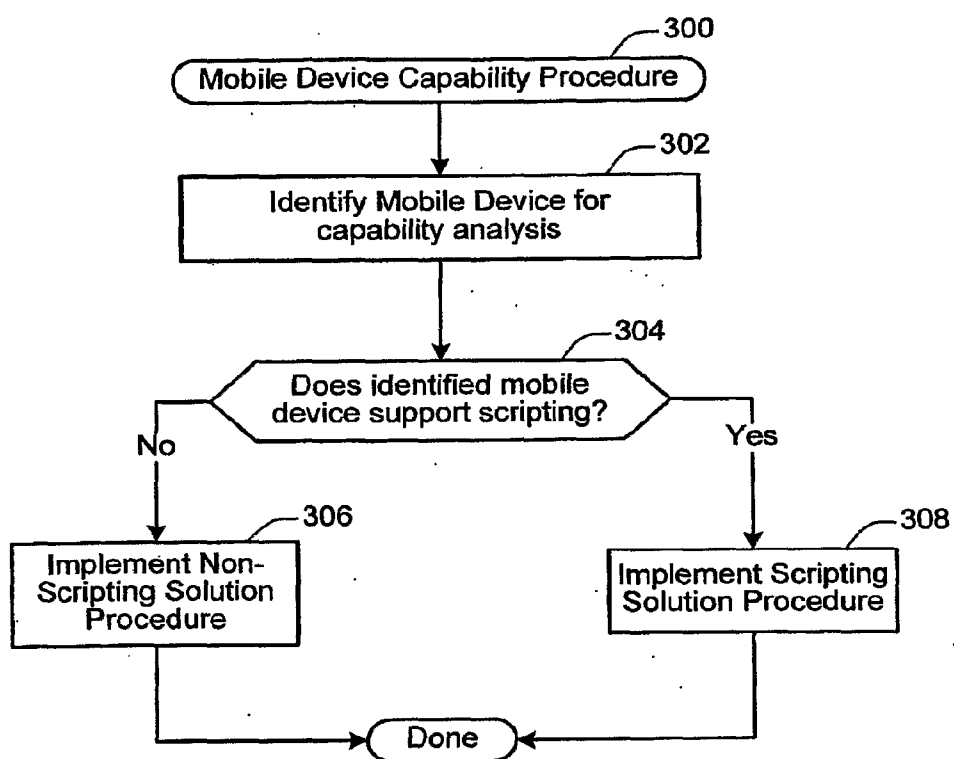 300
Mobile Device Capability Procedure
302
Identify Mobile Device for
capability analysis
304
Does identified mobile
device support scripting?
No
Yes
306
Implement Non-
Scripting Solution
Procedure
308
Implement Scripting
Solution Procedure
Done